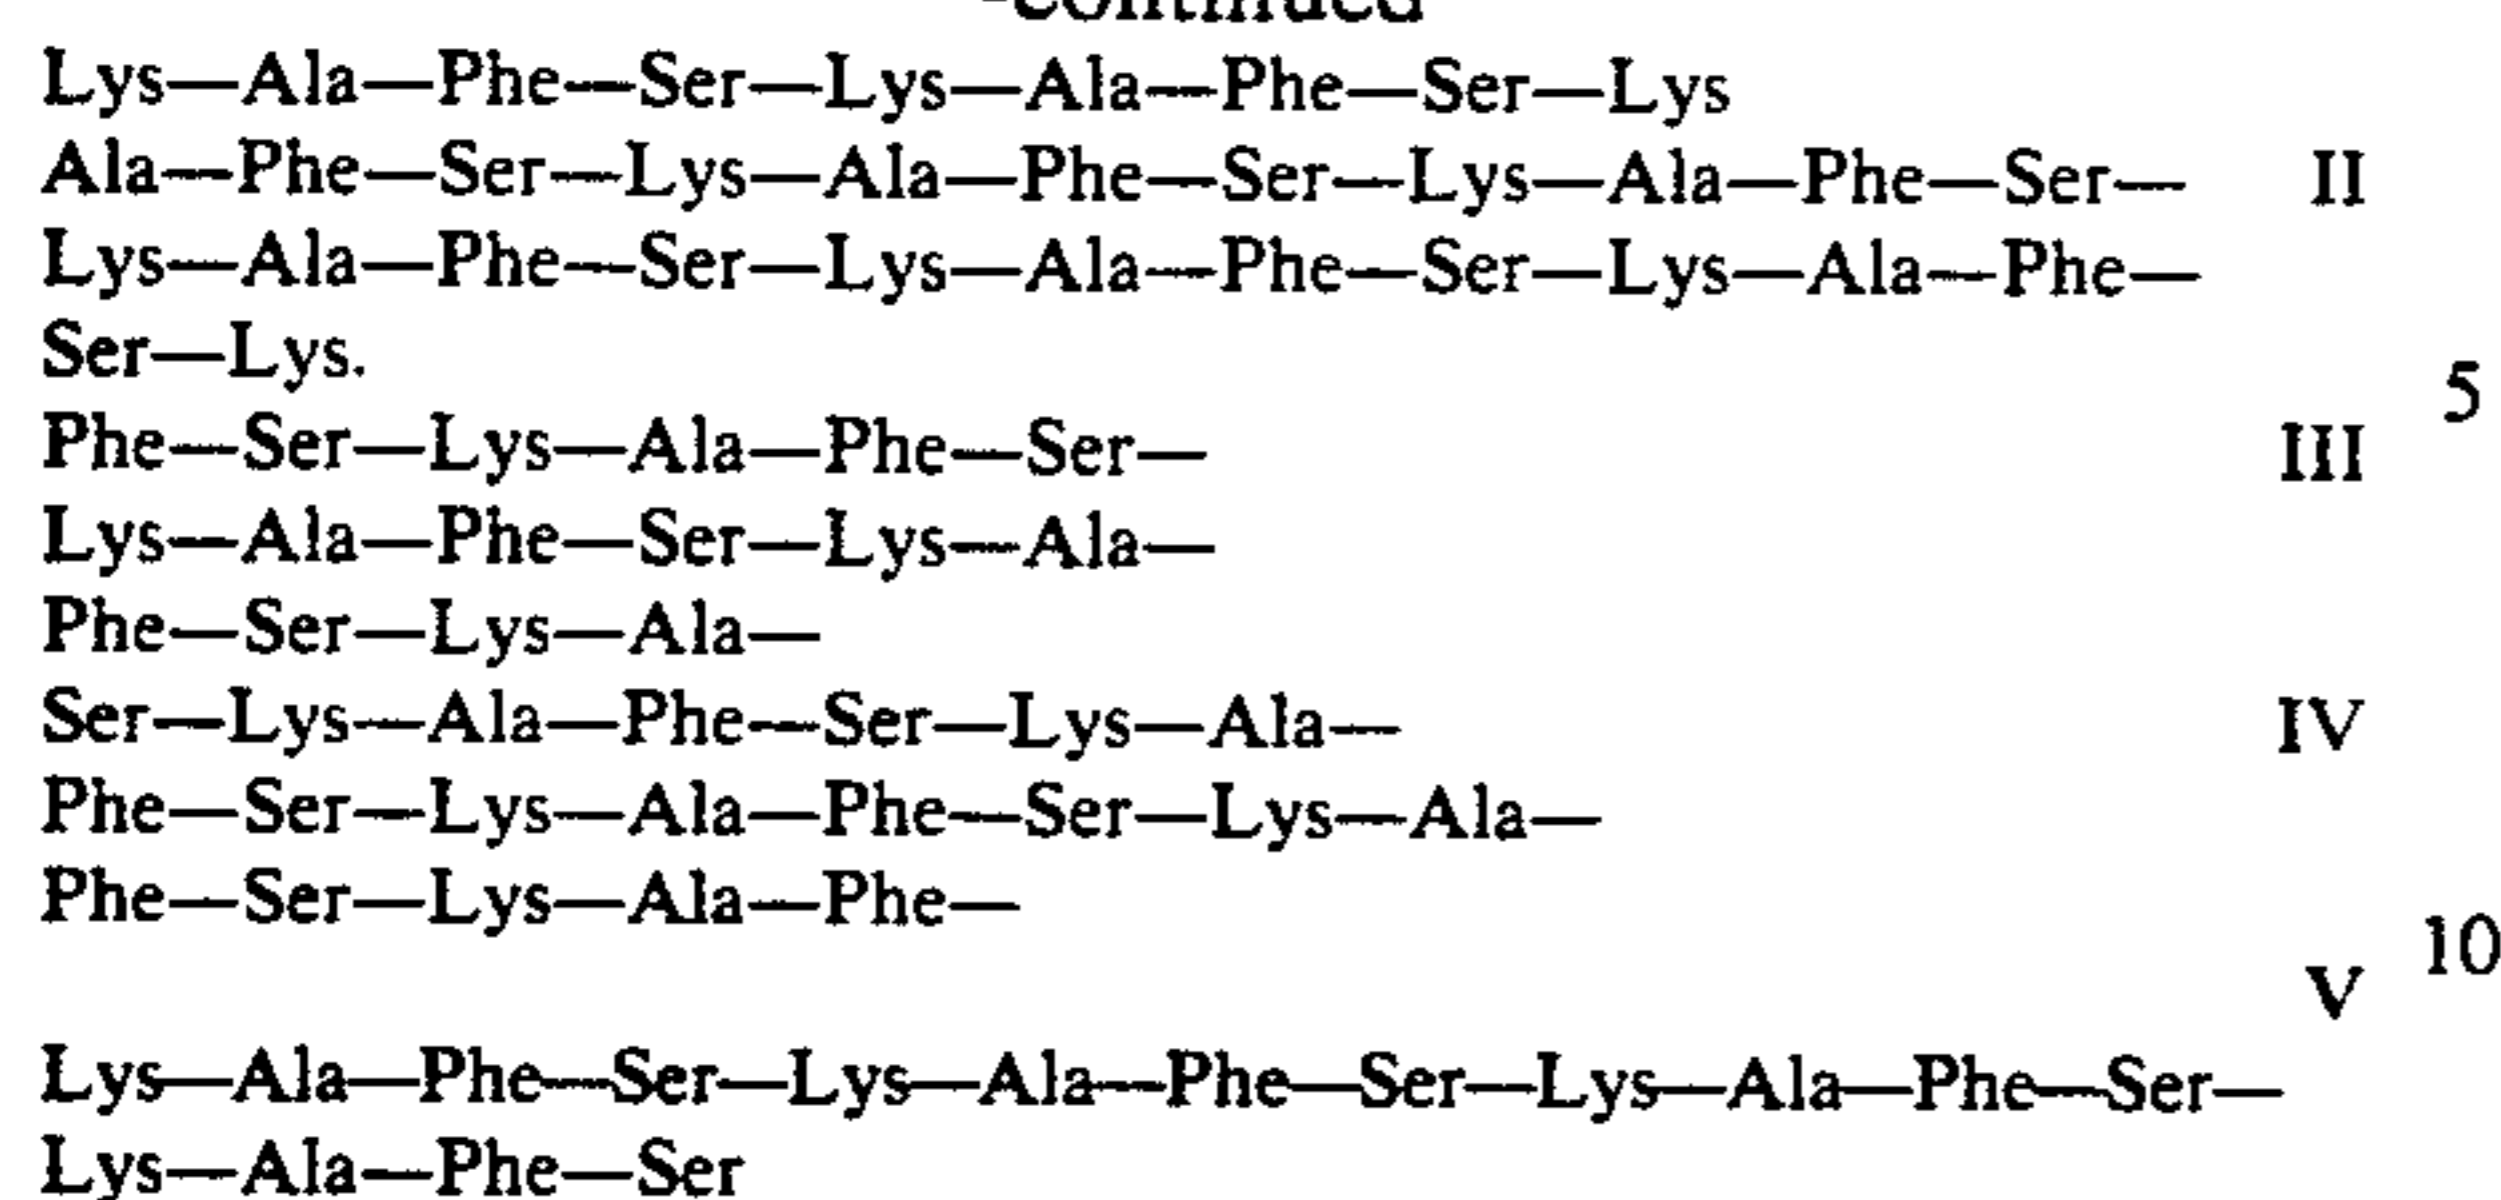 -continued
Lys—Ala—Phe—Ser—Lys—Ala—Phe—Ser—Lys
Ala—Phe—Ser—Lys—Ala—Phe—Ser—Lys—Ala—Phe—Ser— II
Lys—Ala—Phe—Ser—Lys—Ala—Phe—Ser—Lys—Ala—Phe—
Ser—Lys.
5
Phe—Ser—Lys—Ala—Phe—Ser— III
Lys—Ala—Phe—Ser—Lys—Ala—
Phe—Ser—Lys—Ala—
Ser—Lys—Ala—Phe—Ser—Lys—Ala— IV
Phe—Ser—Lys—Ala—Phe—Ser—Lys—Ala—
Phe—Ser—Lys—Ala—Phe—
10
V
Lys—Ala—Phe—Ser—Lys—Ala—Phe—Ser—Lys—Ala—Phe—Ser—
Lys—Ala—Phe—Ser